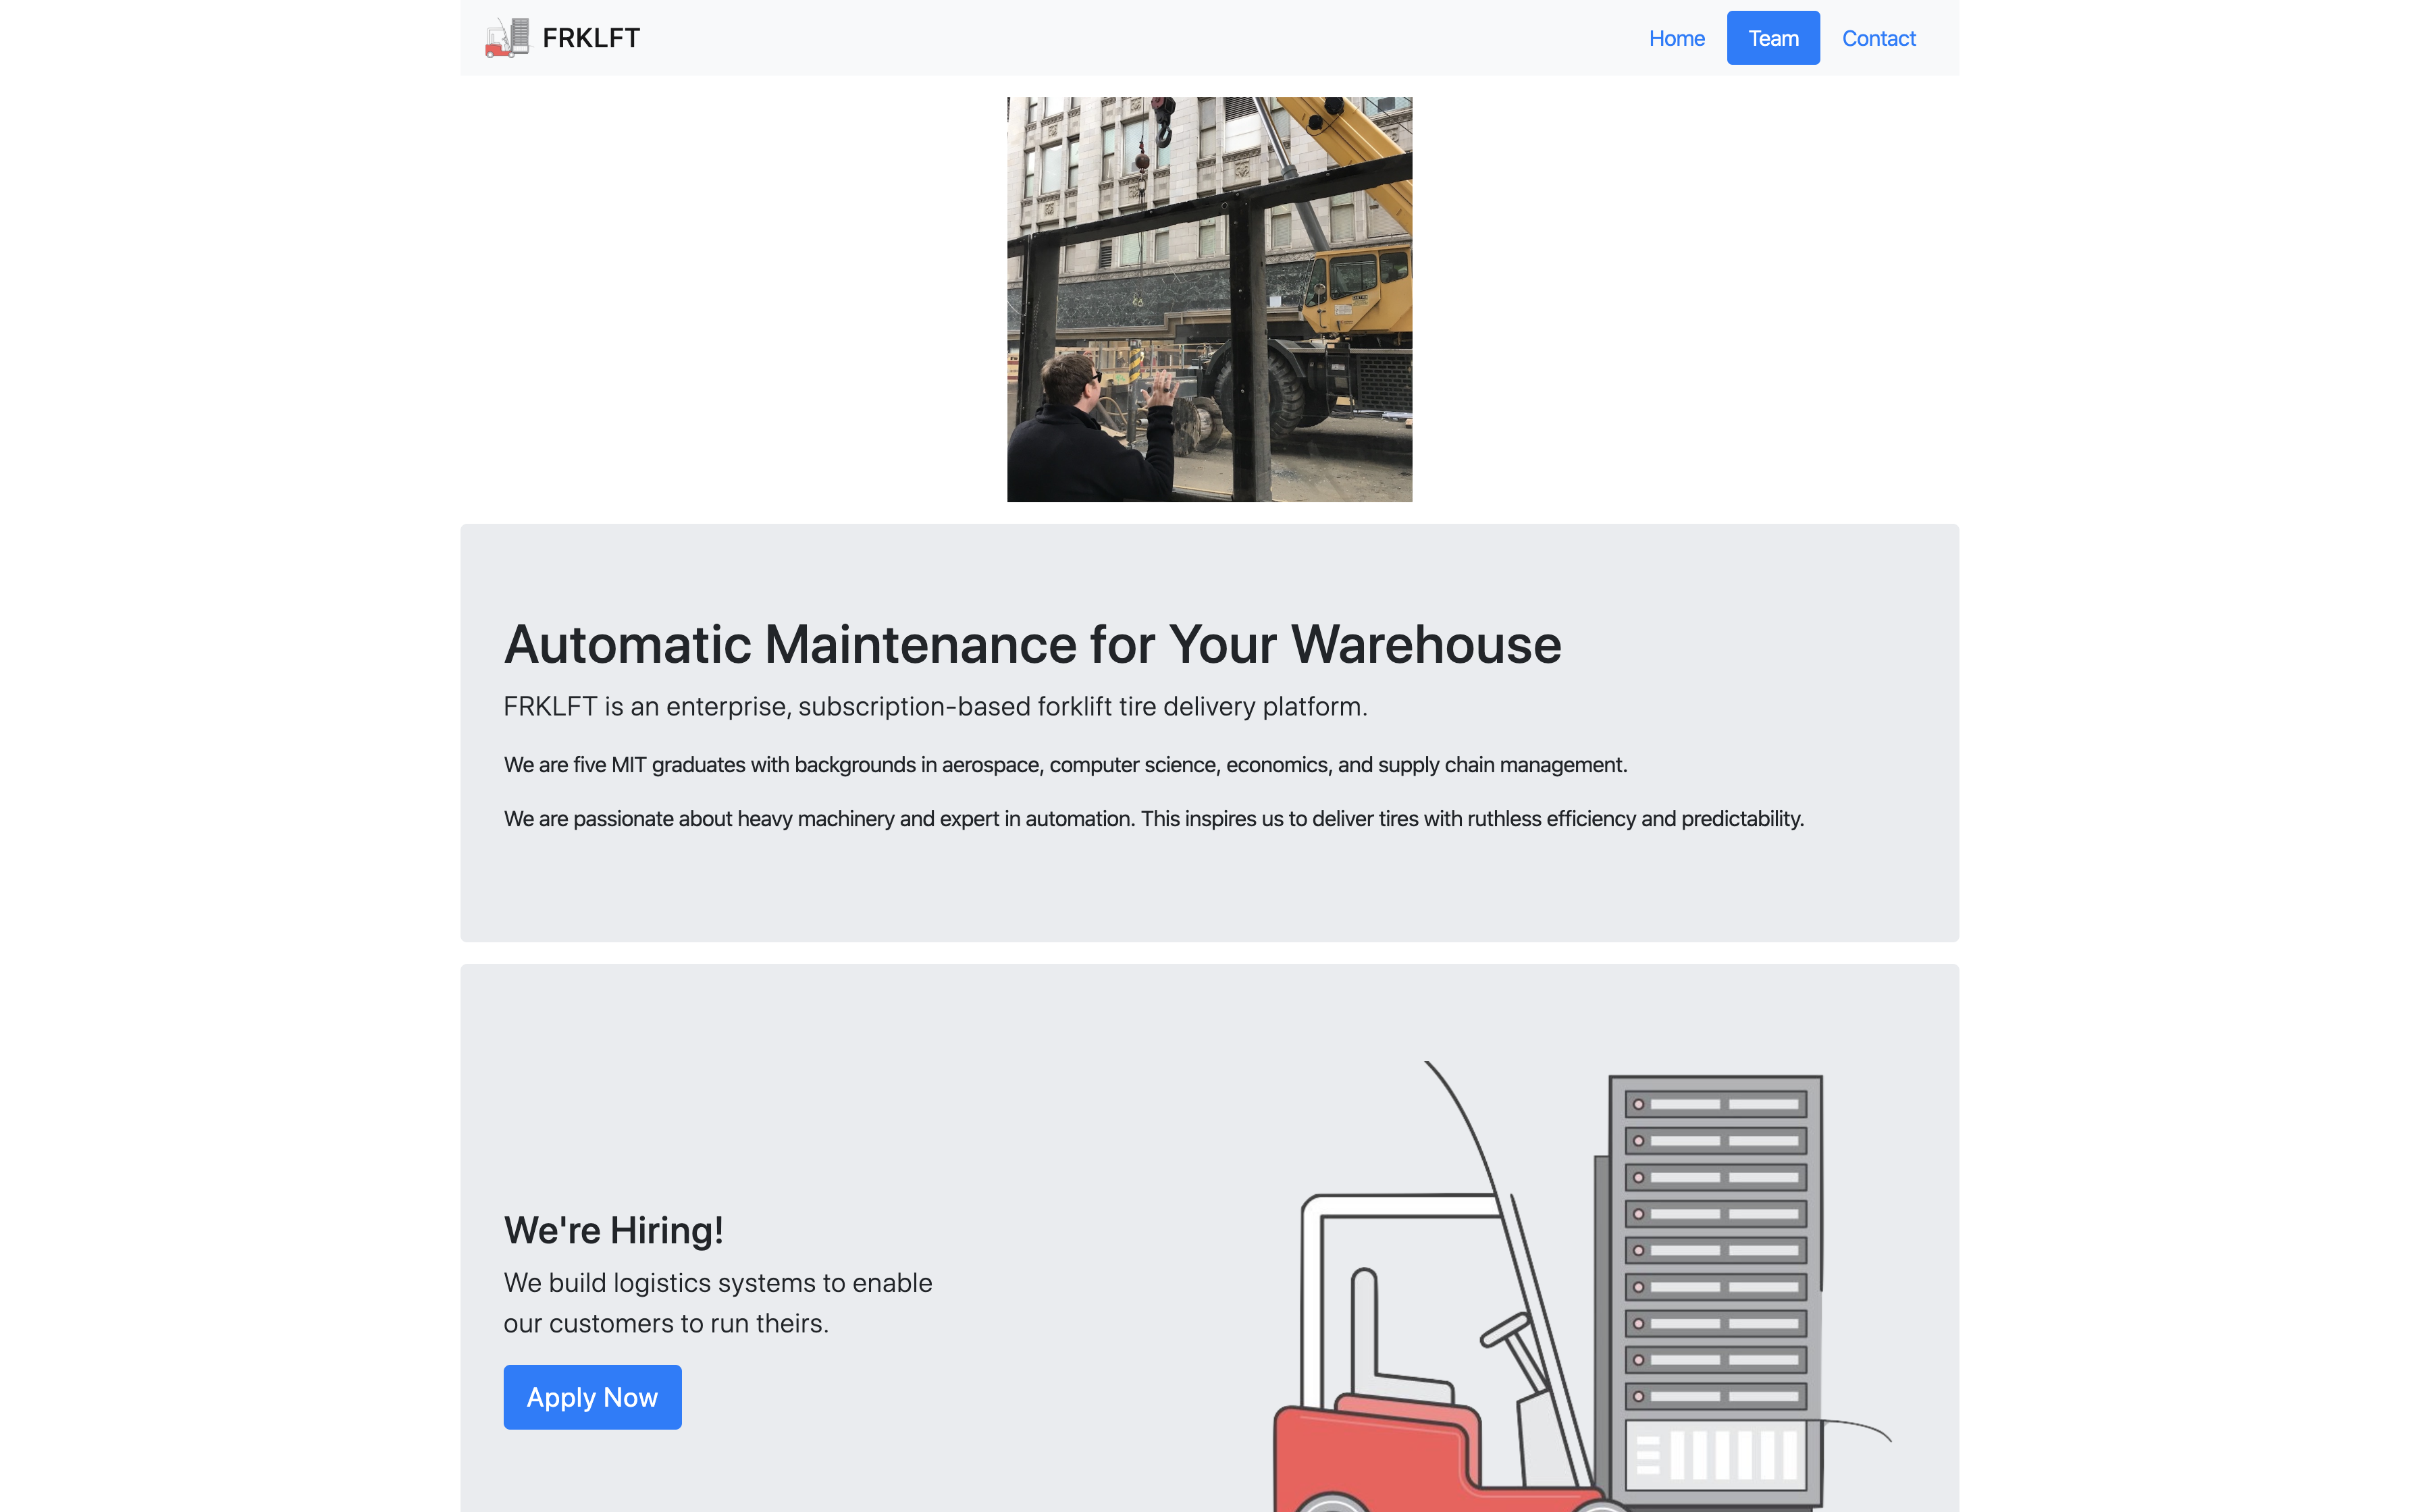 FRKLFT
Home
Team
Contact
Automatic Maintenance for Your Warehouse
FRKLFT is an enterprise, subscription-based forklift tire delivery platform.
We are five MIT graduates with backgrounds in aerospace, computer science, economics, and supply chain management.
We are passionate about heavy machinery and expert in automation. This inspires us to deliver tires with ruthless efficiency and predictability.
We're Hiring!
We build logistics systems to enable
our customers to run theirs.
Apply Now